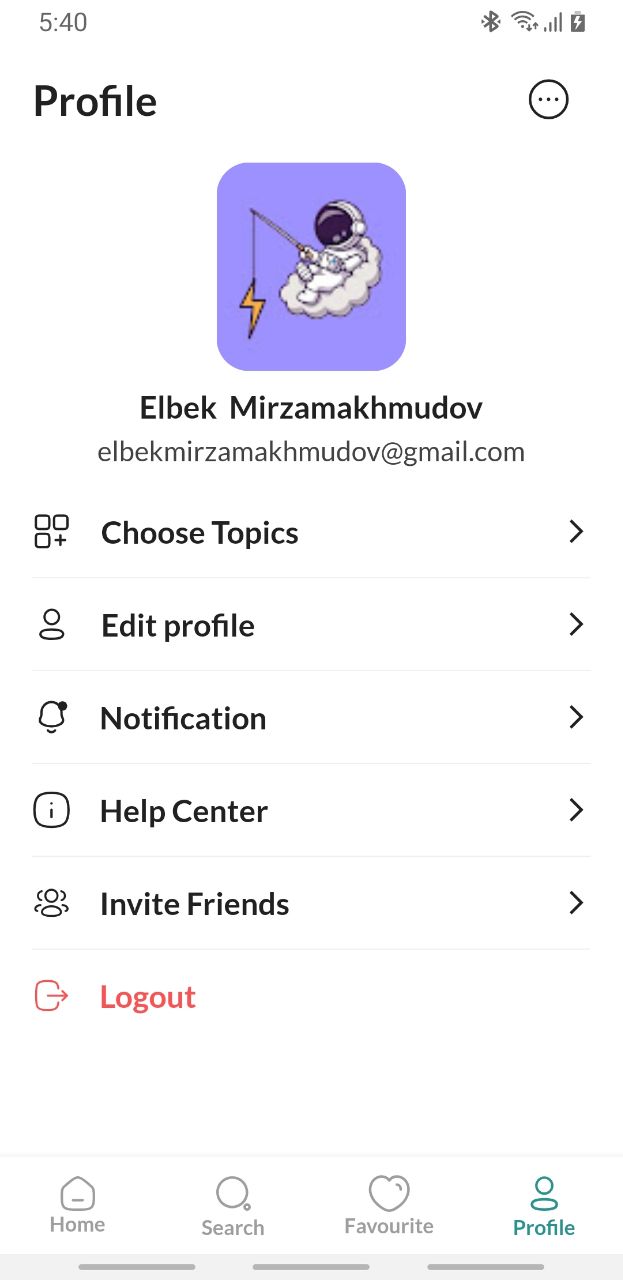 5:40
Profile
Elbek Mirzamakhmudov
elbekmirzamakhmudov@gmail.com
Choose Topics
Edit profile
Notification
Help Center
Invite Friends
Logout
Home
Search
Favourite
Profile